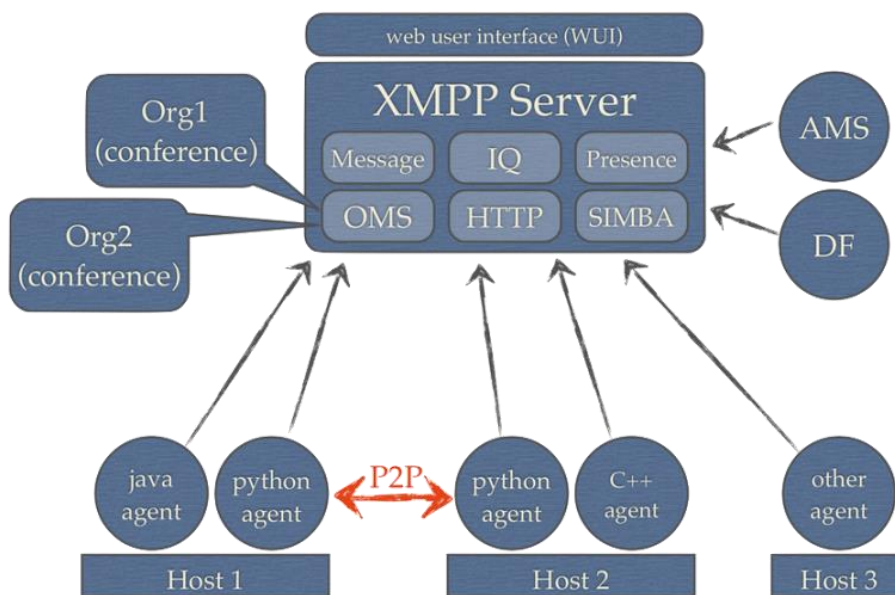 web user interface (WUI)
XMPP Server
Org1
(conference)
Message
IQ
Presence
AMS
OMS
HTTP
SIMBA
Org2
(conference)
DF
P2P
java
agent
python
agent
python
agent
C++
agent
other
agent
Host 1
Host 2
Host 3